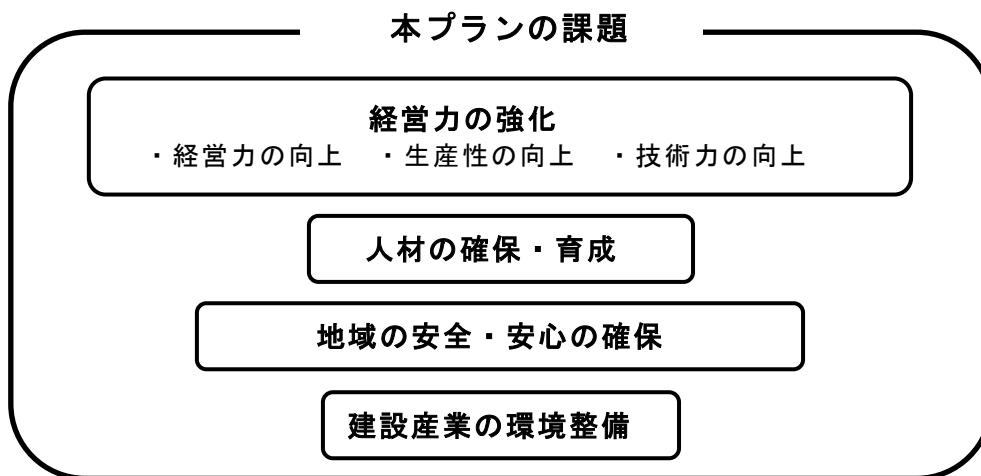 本プランの課題
経営力の強化
・経営力の向上　・生産性の向上　・技術力の向上
人材の確保・育成
地域の安全・安心の確保
建設産業の環境整備